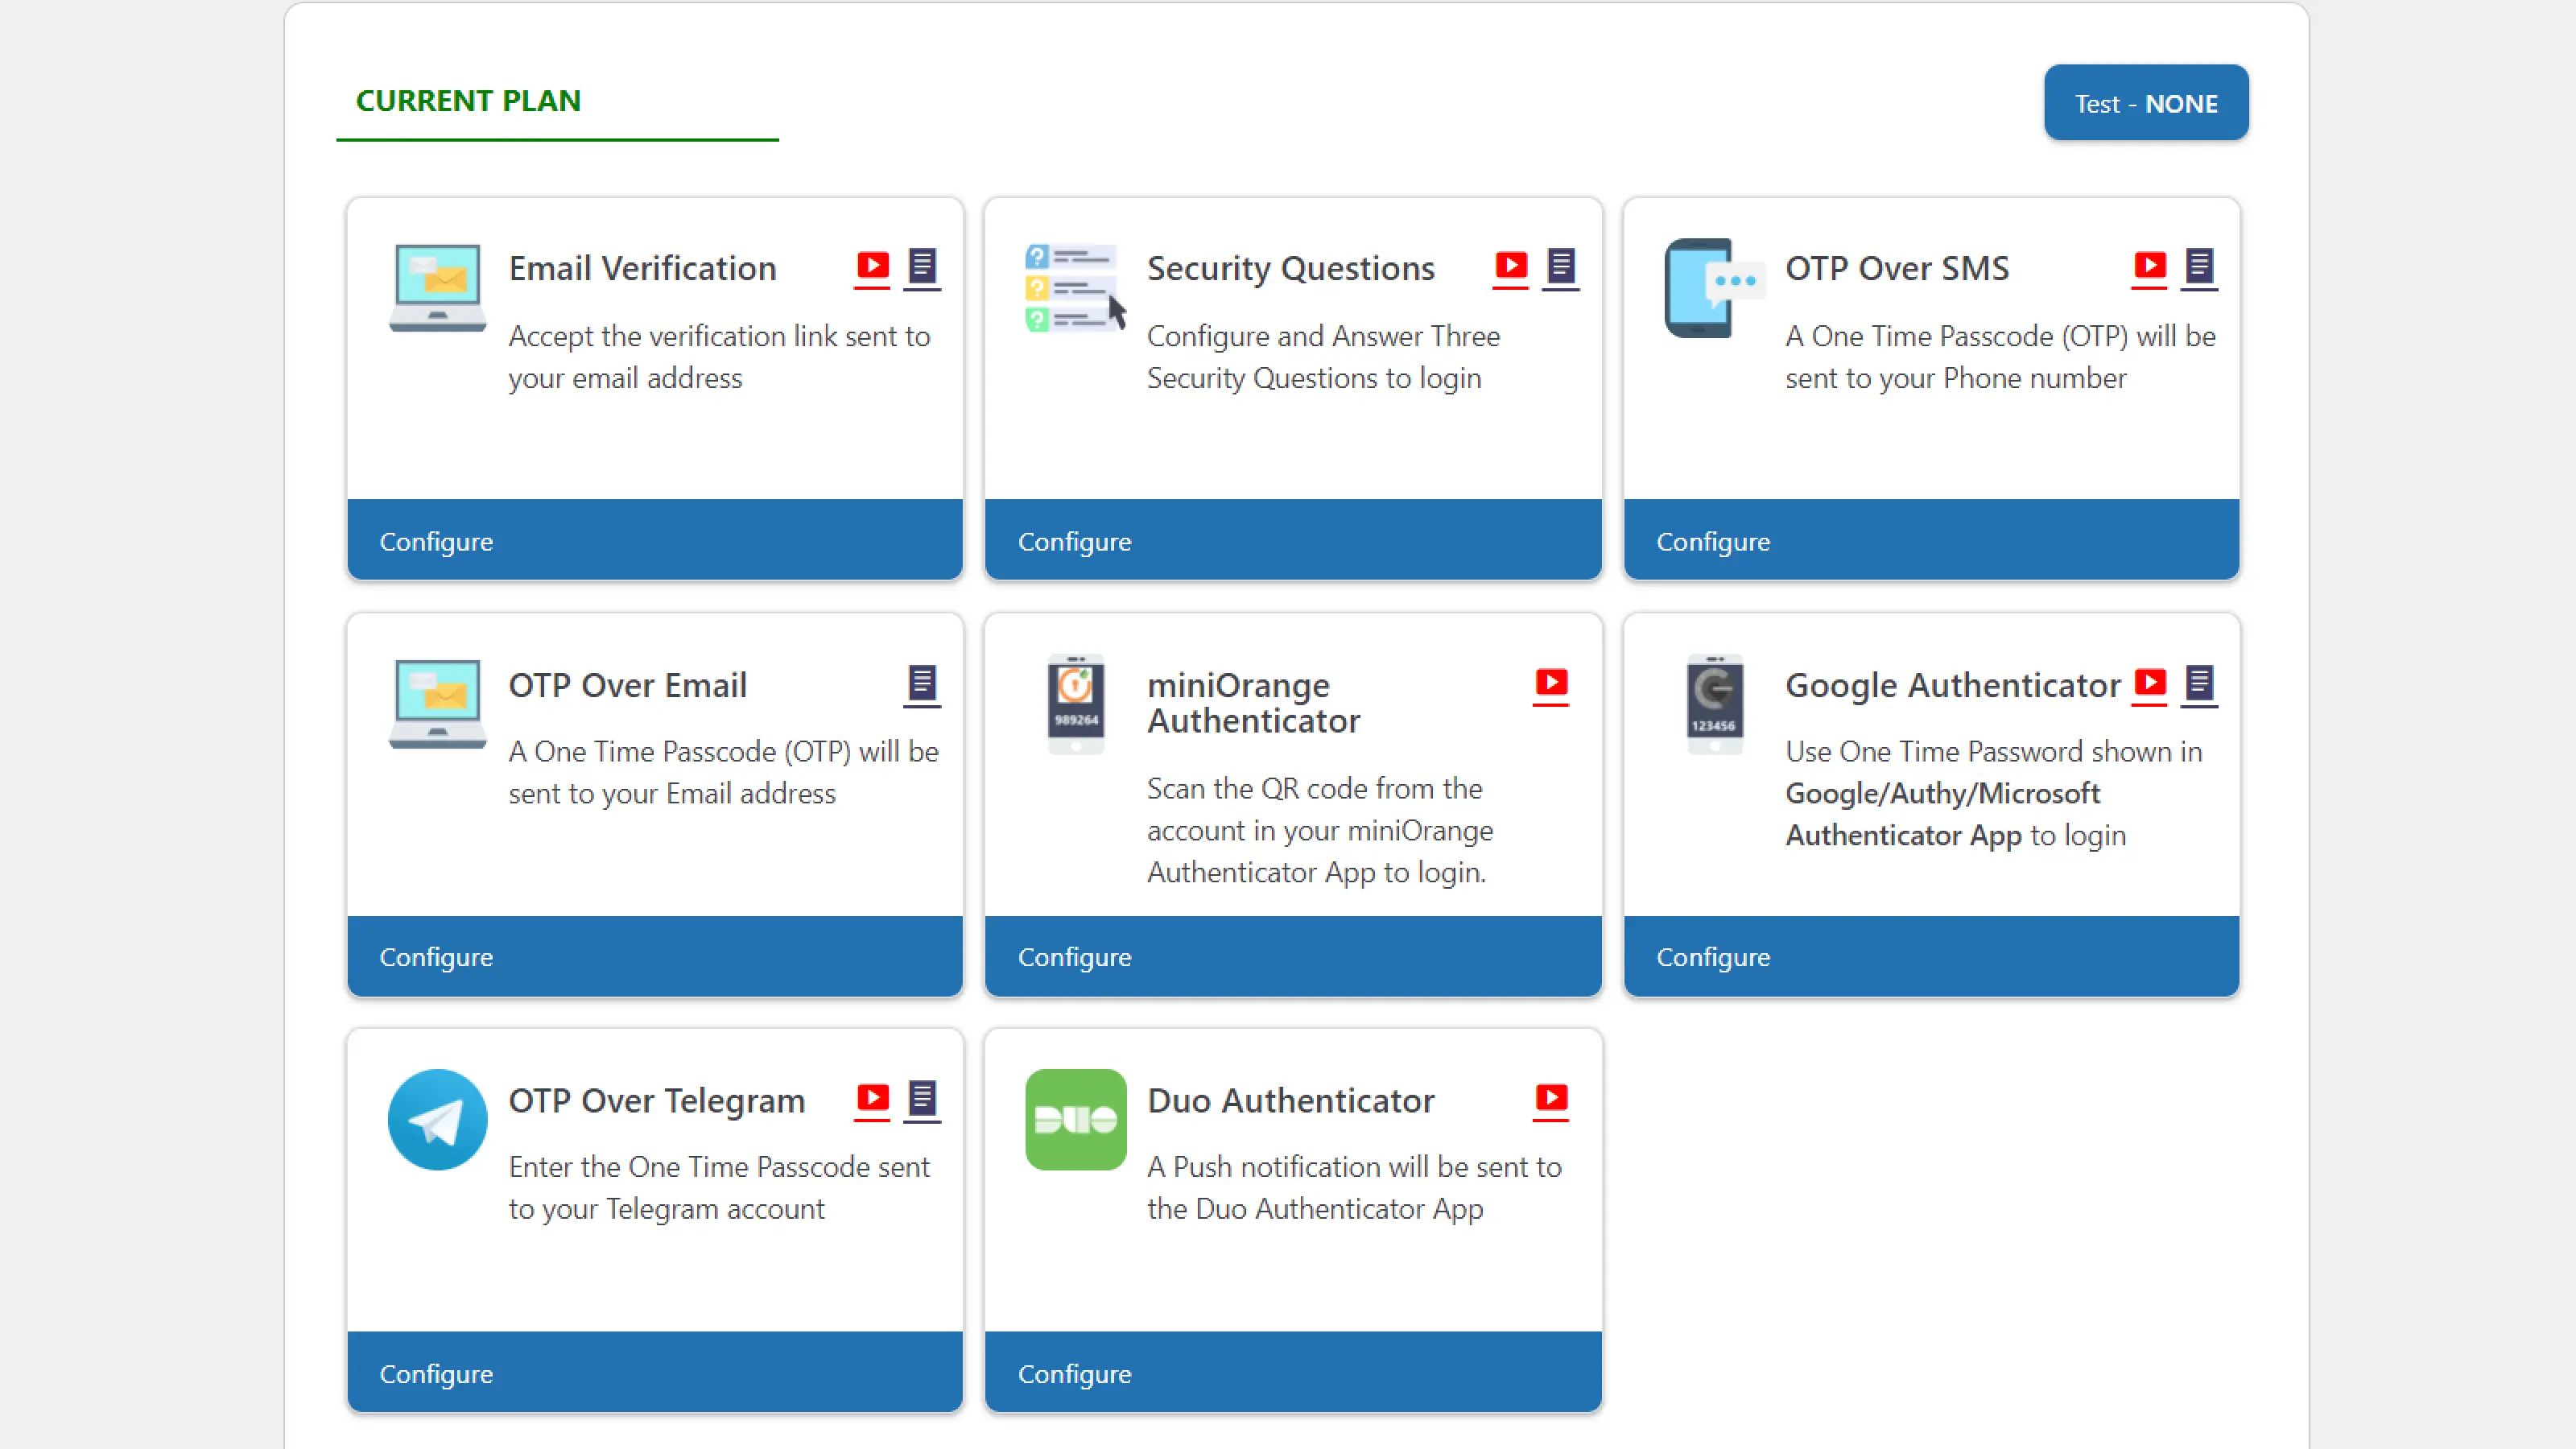 CURRENT PLAN
Test - NONE
Email Verification
Accept the verification link sent to
your email address
Configure
Security Questions
Configure and Answer Three
Security Questions to login
Configure
OTP Over SMS
A One Time Passcode (OTP) will be
sent to your Phone number
Configure
OTP Over Email
A One Time Passcode (OTP) will be
sent to your Email address
Configure
989264
miniOrange
Authenticator
Scan the QR code from the
account in your miniOrange
Authenticator App to login.
Configure
123456
Google Authenticator
Use One Time Password shown in
Google/Authy/Microsoft
Authenticator App to login
Configure
OTP Over Telegram
Enter the One Time Passcode sent
to your Telegram account
Configure
DUO
Duo Authenticator
A Push notification will be sent to
the Duo Authenticator App
Configure